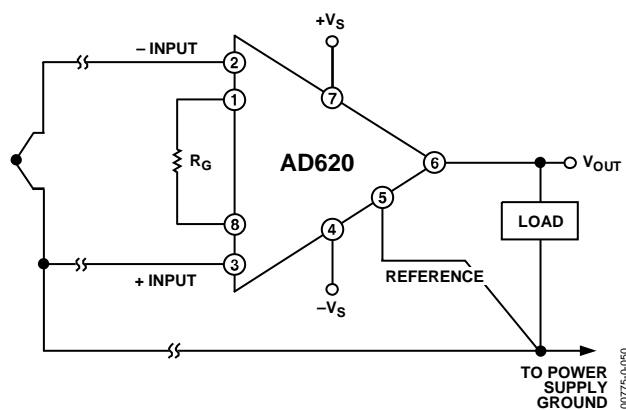 +VS
– INPUT
2
7
1
RG
AD620
6
VOUT
5
LOAD
8
4
3
REFERENCE
+ INPUT
–VS
TO POWER
SUPPLY
GROUND
00775-0-050